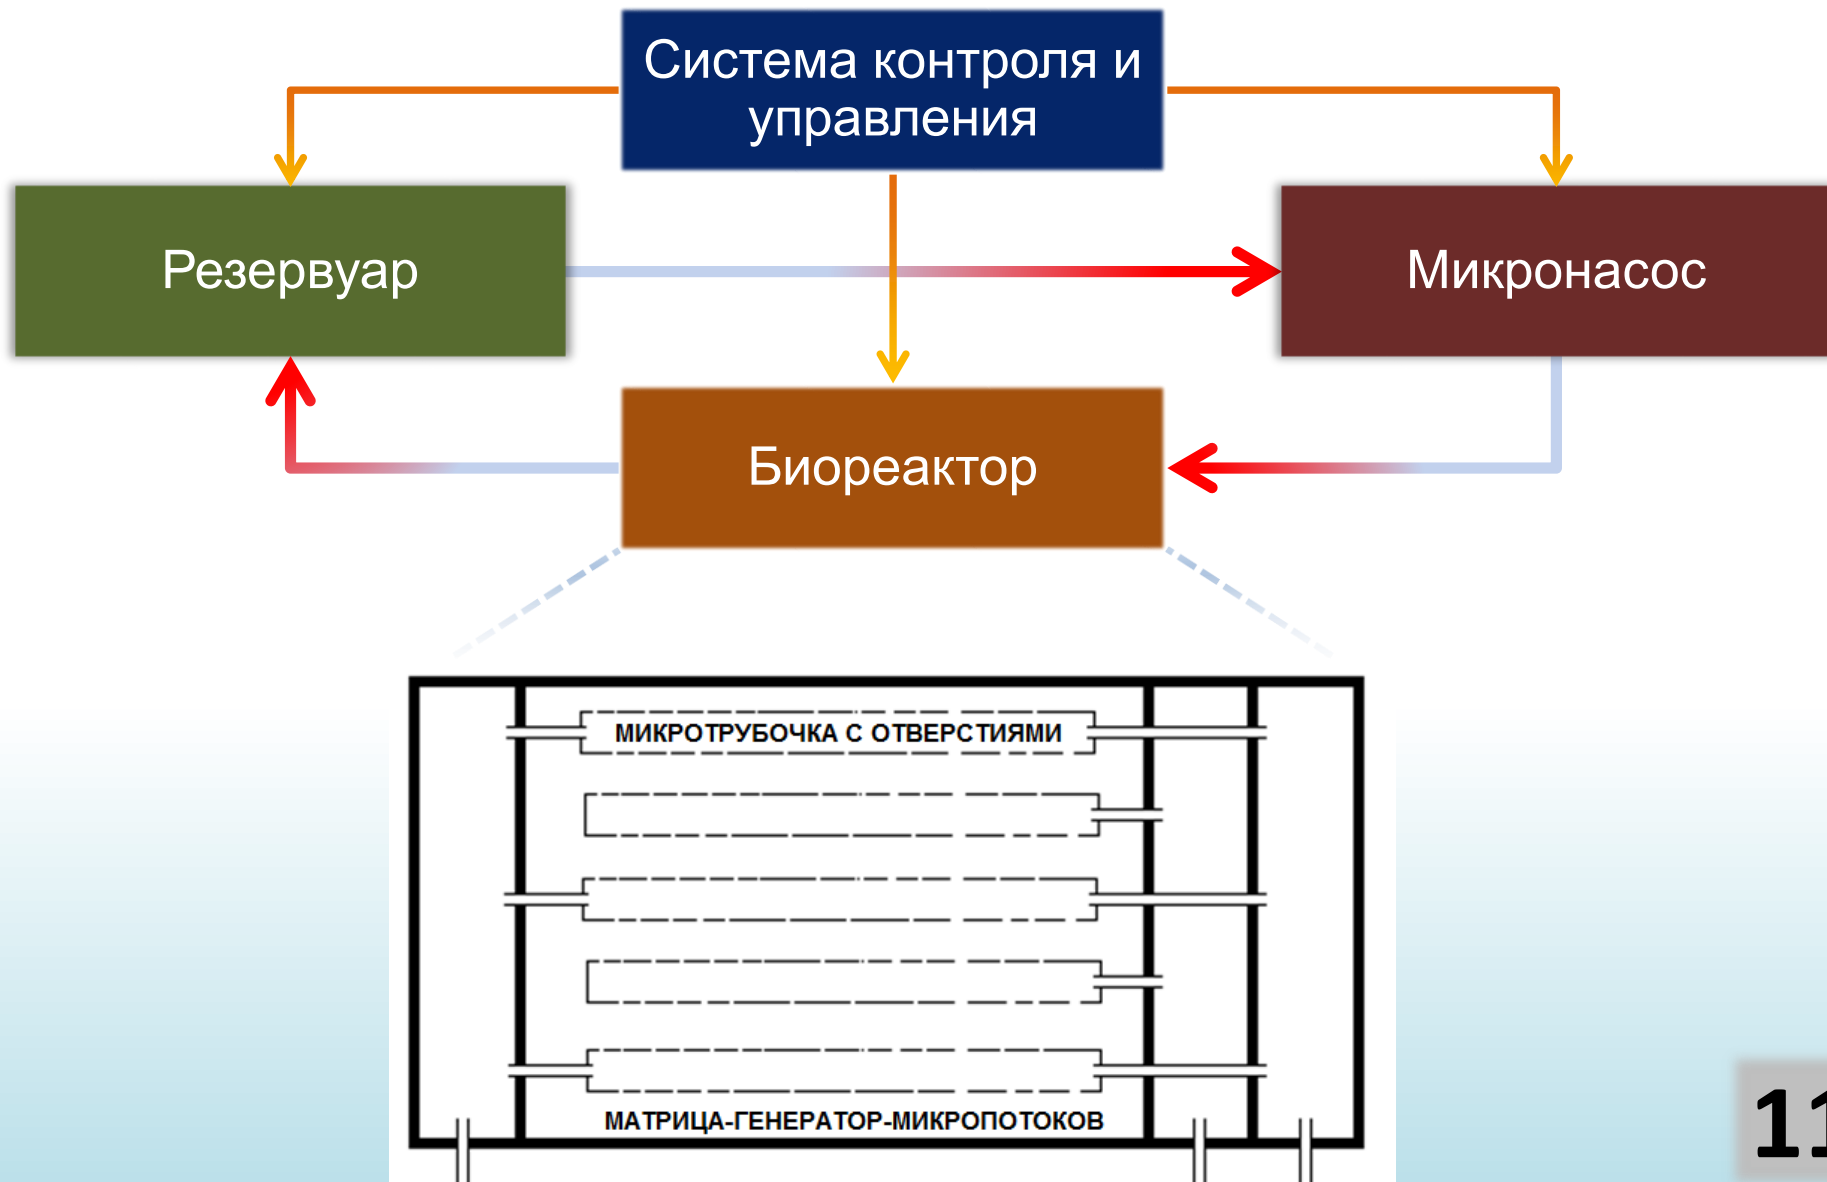 Система контроля и
управления
Резервуар
Микронасос
Биореактор
МИКРОТРУБОЧКА С ОТВЕРСТИЯМИ
МАТРИЦА-ГЕНЕРАТОР-МИКРОПОТОКОВ
11